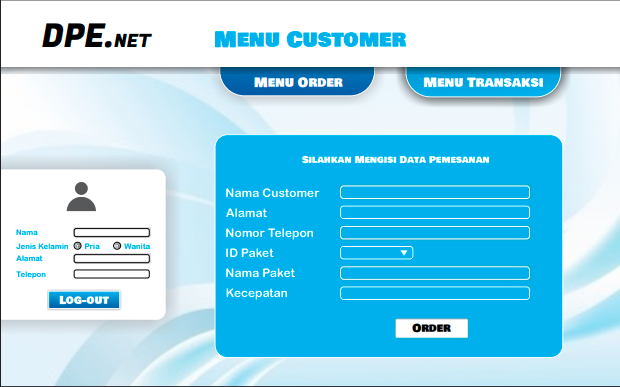 DPE.NET
MENU CUSTOMER
MENU ORDER
MENU TRANSAKSI
SILAHKAN MENGISI DATA PEMESANAN
Nama Customer
Alamat
Nomor Telepon
ID Paket
Nama Paket
Kecepatan
ORDER
Nama
Jenis Kelamin Pria Wanita
Alamat
Telepon
LOG-OUT